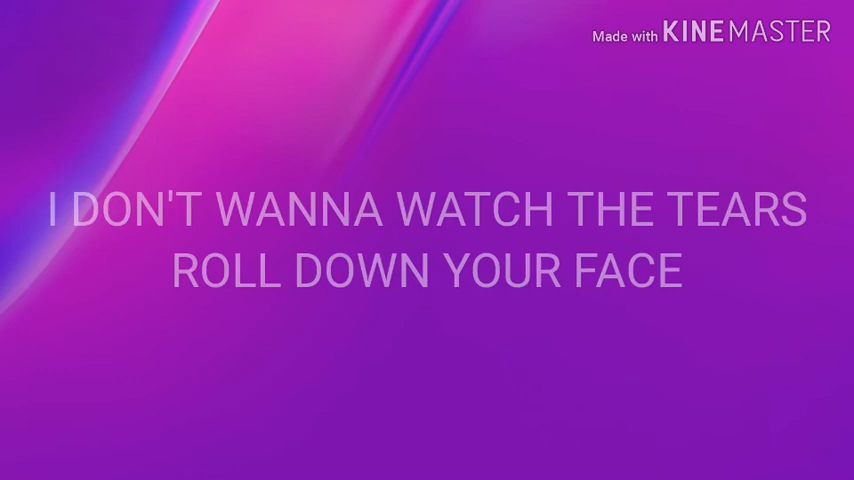 Made with KINEMASTER
I DON'T WANNA WATCH THE TEARS
ROLL DOWN YOUR FACE